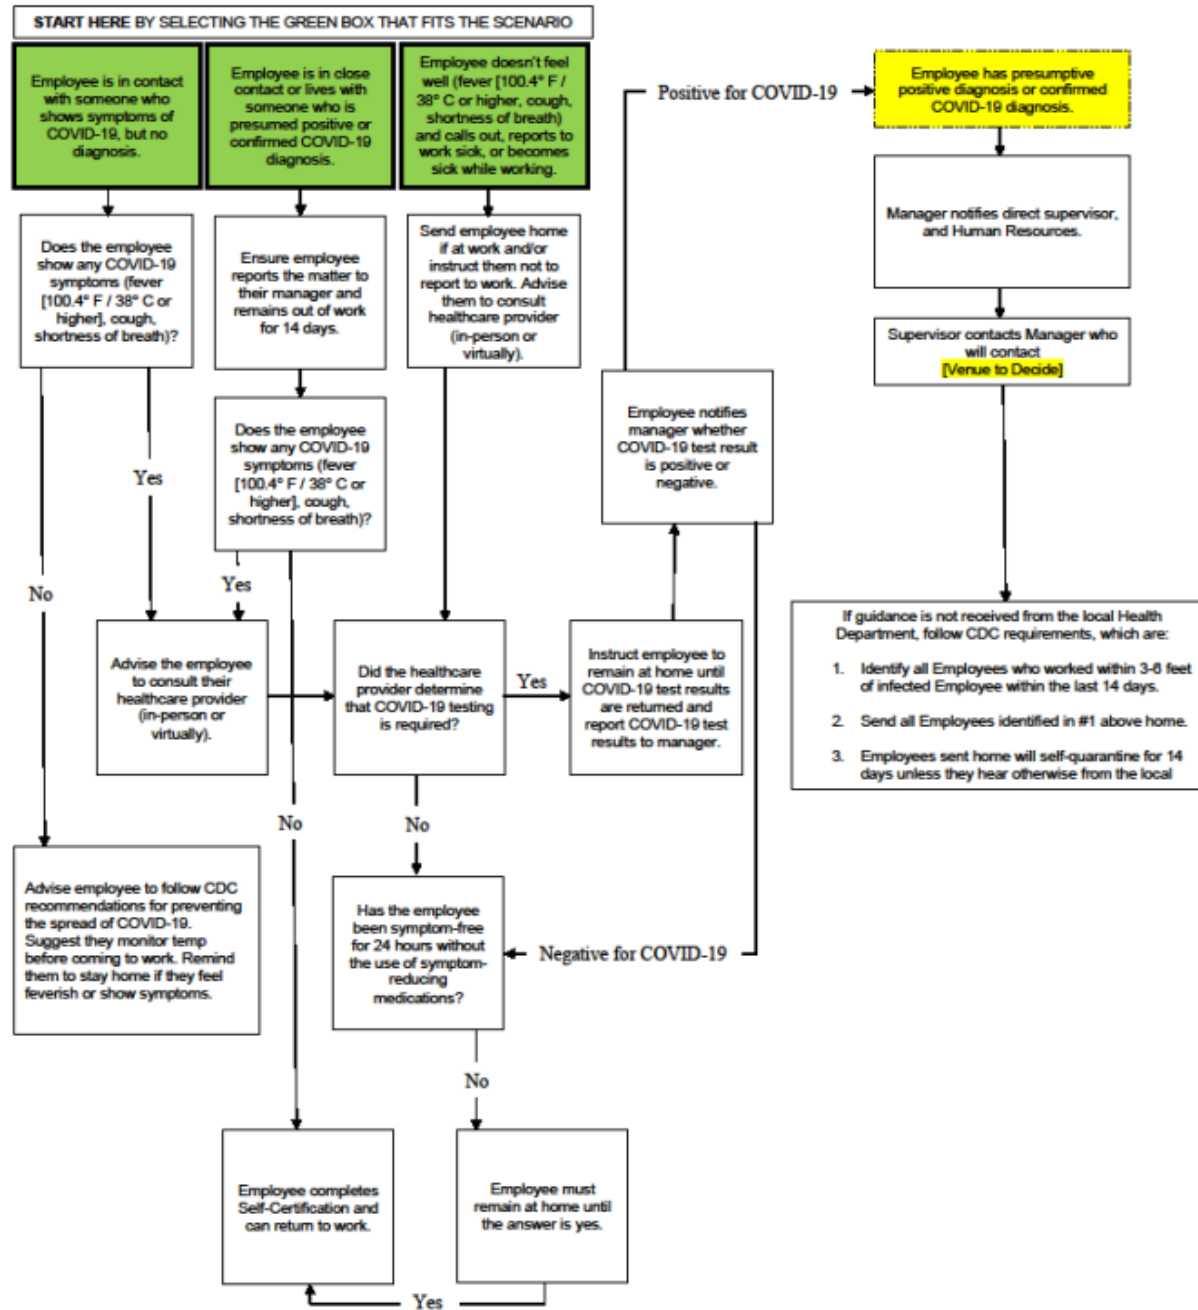 START HERE BY SELECTING THE GREEN BOX THAT FITS THE SCENARIO
Employee is in contact
with someone who
shows symptoms of
COVID-19, but no
diagnosis.
Employee is in close
contact or lives with
someone who is
presumed positive or
confirmed COVID-19
diagnosis.
Employee doesn't feel
well (fever [100.4° F /
38° C or higher, cough,
shortness of breath)
and calls out, reports to
work sick, or becomes
sick while working.
Positive for COVID-19
Employee has presumptive
positive diagnosis or confirmed
COVID-19 diagnosis.
Does the employee
show any COVID-19
symptoms (fever
[100.4° F / 38° C or
higher], cough,
shortness of breath)?
Ensure employee
reports the matter to
their manager and
remains out of work
for 14 days.
Send employee home
if at work and/or
instruct them not to
report to work. Advise
them to consult
healthcare provider
(in-person or
virtually).
Manager notifies direct supervisor,
and Human Resources.
Supervisor contacts Manager who
will contact
[Venue to Decide]
Does the employee
show any COVID-19
symptoms (fever
[100.4° F / 38° C or
higher], cough,
shortness of breath)?
Employee notifies
manager whether
COVID-19 test result
is positive or
negative.
Yes
No
Yes
Advise the employee
to consult their
healthcare provider
(in-person or
virtually).
Did the healthcare
provider determine
that COVID-19 testing
is required?
Yes
Instruct employee to
remain at home until
COVID-19 test results
are returned and
report COVID-19 test
results to manager.
If guidance is not received from the local Health
Department, follow CDC requirements, which are:
1. Identify all Employees who worked within 3-6 feet
of infected Employee within the last 14 days.
2. Send all Employees identified in #1 above home.
3. Employees sent home will self-quarantine for 14
days unless they hear otherwise from the local
No
No
Advise employee to follow CDC
recommendations for preventing
the spread of COVID-19.
Suggest they monitor temp
before coming to work. Remind
them to stay home if they feel
feverish or show symptoms.
Has the employee
been symptom-free
for 24 hours without
the use of symptom-
reducing
medications?
Negative for COVID-19
No
Employee completes
Self-Certification and
can return to work.
Employee must
remain at home until
the answer is yes.
Yes